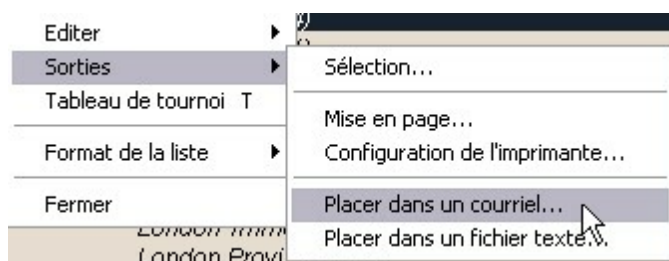 Editer
Sorties
Tableau de tournoi T
Format de la liste
Fermer
Sélection...
Mise en page...
Configuration de l'imprimante...
Placer dans un courriel...
Placer dans un fichier texte...
London
London Provi